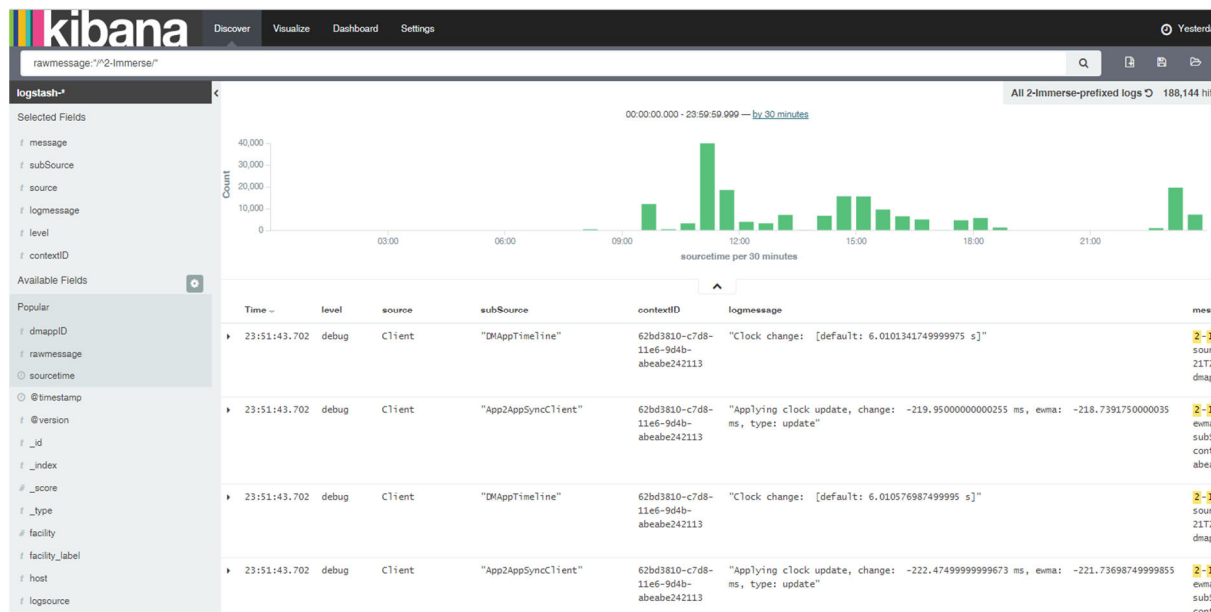 kibana
Discover Visualize Dashboard Settings
rawmessage:"/^2-Immerse/"
logstash-*
All 2-Immerse-prefixed logs 188,144
Selected Fields
t message
t subSource
t source
t logmessage
t level
t contextID
Available Fields
Popular
t dmappID
t rawmessage
sourcetime
@timestamp
t @version
t _id
t _index
# _score
t _type
# facility
t facility_label
t host
t logsource
00:00:00.000 - 23:59:59.999 — by 30 minutes
Count
40,000
30,000
20,000
10,000
0
03:00 06:00 09:00 12:00 15:00 18:00 21:00
sourcetime per 30 minutes
Time level source subSource contextID logmessage
23:51:43.702 debug Client "DMAppTimeline" 62bd3810-c7d8- "Clock change: [default: 6.0101341749999975 s]"
11e6-9d4b-
abeabe242113
23:51:43.702 debug Client "App2AppSyncClient" 62bd3810-c7d8- "Applying clock update, change: -219.95000000000255 ms, ewma: -218.7391750000035
11e6-9d4b- ms, type: update"
abeabe242113
23:51:43.702 debug Client "DMAppTimeline" 62bd3810-c7d8- "Clock change: [default: 6.010576987499995 s]"
11e6-9d4b-
abeabe242113
23:51:43.702 debug Client "App2AppSyncClient" 62bd3810-c7d8- "Applying clock update, change: -222.47499999999673 ms, ewma: -221.73698749999855
11e6-9d4b- ms, type: update"
abeabe242113